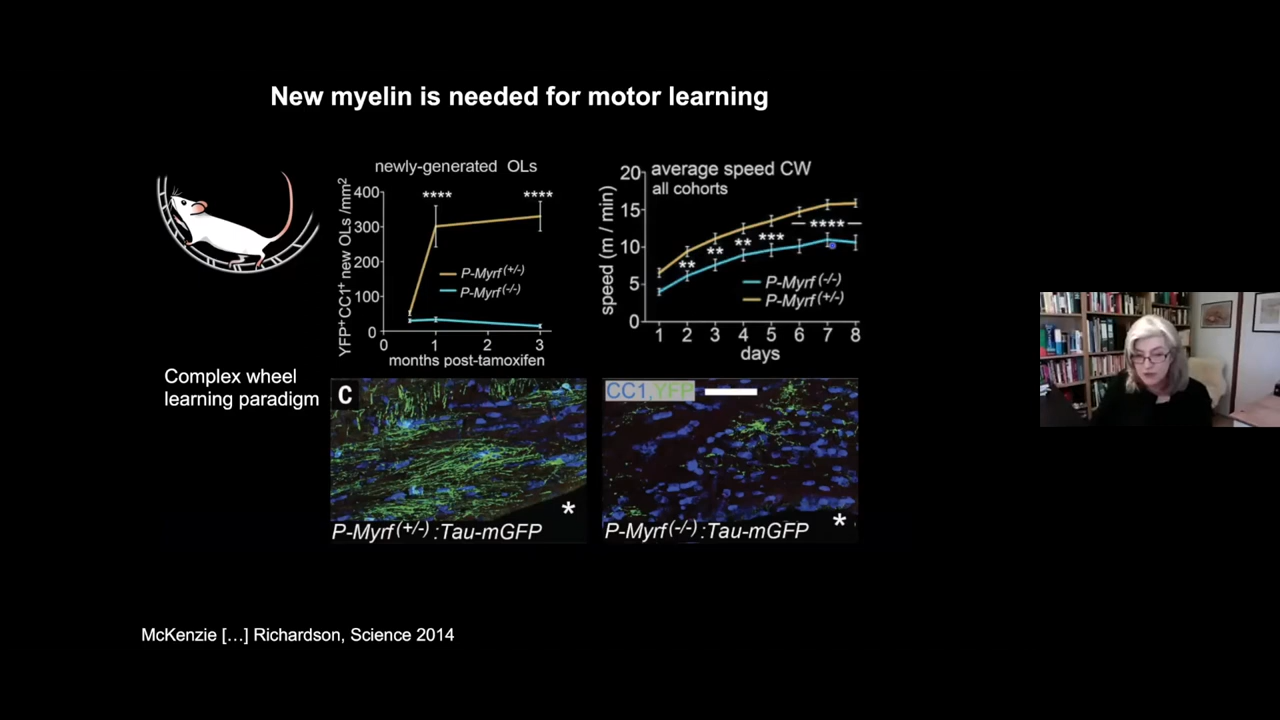 New myelin is needed for motor learning
newly-generated OLs
YFP⁺CC1⁺ new OLs /mm²
400
300
200
100
0
0
1
2
3
months post-tamoxifen
****
****
P-Myrf(+/-)
P-Myrf(-/-)
average speed CW
all cohorts
speed (m / min)
20
15
10
5
0
1 2 3 4 5 6 7 8
days
**
**
**
***
****
P-Myrf(-/-)
P-Myrf(+/-)
Complex wheel
learning paradigm
C
*
P-Myrf(+/-):Tau-mGFP
CC1,YFP
*
P-Myrf(-/-):Tau-mGFP
McKenzie […] Richardson, Science 2014